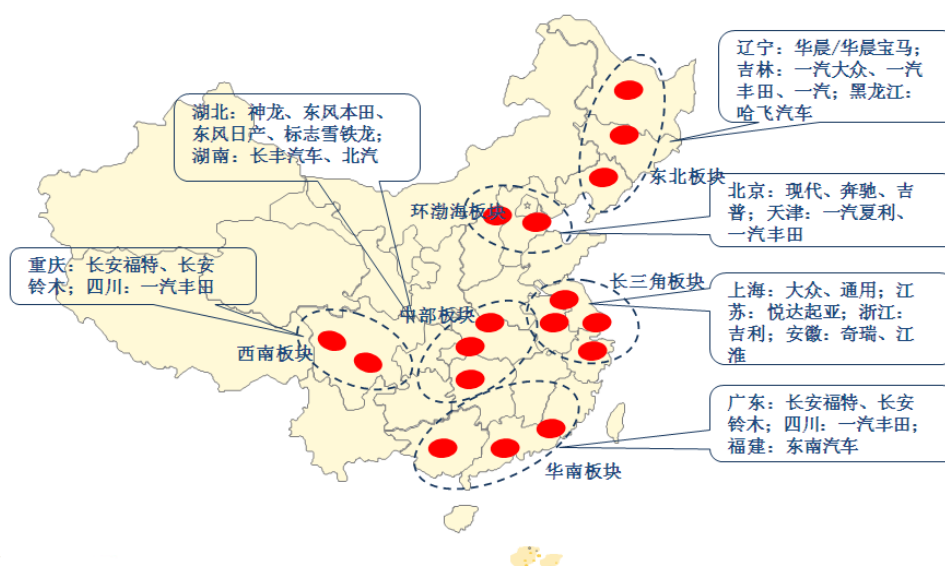 辽宁：华晨/华晨宝马；
吉林：一汽大众、一汽
丰田、一汽；黑龙江：
哈飞汽车
湖北：神龙、东风本田、
东风日产、标志雪铁龙；
湖南：长丰汽车、北汽
东北板块
北京：现代、奔驰、吉
普；天津：一汽夏利、
一汽丰田
环渤海板块
重庆：长安福特、长安
铃木；四川：一汽丰田
长三角板块
上海：大众、通用；江
苏：悦达起亚；浙江：
吉利；安徽：奇瑞、江
淮
中部板块
西南板块
广东：长安福特、长安
铃木；四川：一汽丰田；
福建：东南汽车
华南板块